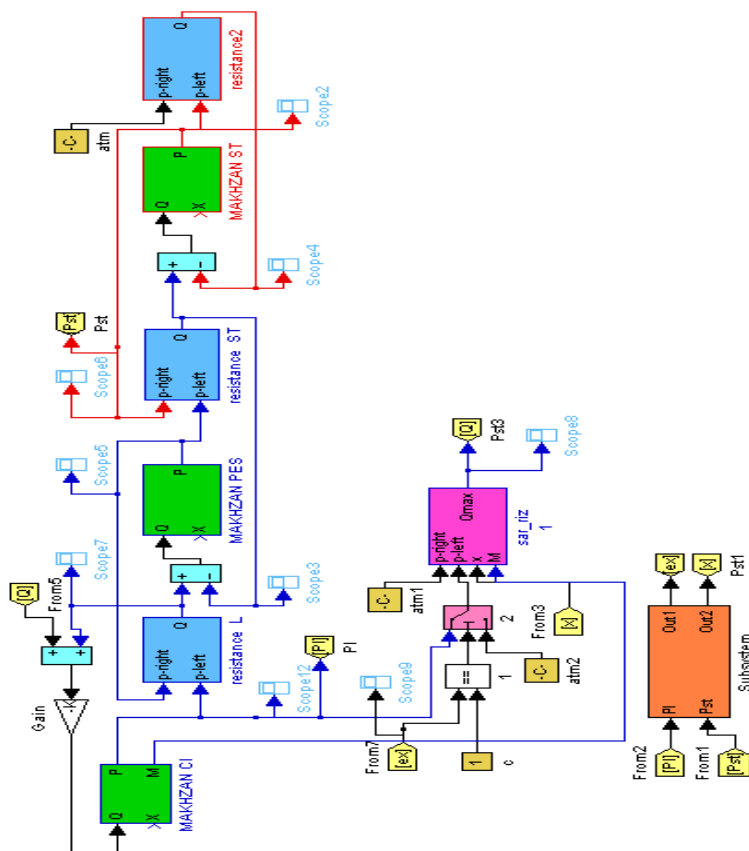 [Q]
From5
Gain
-K-
+
+
Q
X
P
M
MAKHZAN CI
p-right
p-left
Q
resistance L
Scope7
+
-
Scope3
Q
X
P
MAKHZAN PES
Scope5
p-right
p-left
Q
resistance ST
Scope6
[Pst]
Pst
+
-
Scope4
Q
X
P
MAKHZAN ST
Scope2
-C-
atm
p-right
p-left
Q
resistance2
Scope12
[Pl]
Pl
Scope9
From7
[ex]
1
c
==
1
-C-
atm2
2
-C-
atm1
From3
[X]
p-right
p-left
x
M
Qmax
sar_riz
1
[Q]
Pst3
Scope8
From2
[Pl]
From1
[Pst]
Pl
Pst
Out1
Out2
Subsystem
[ex]
[X]
Pst1